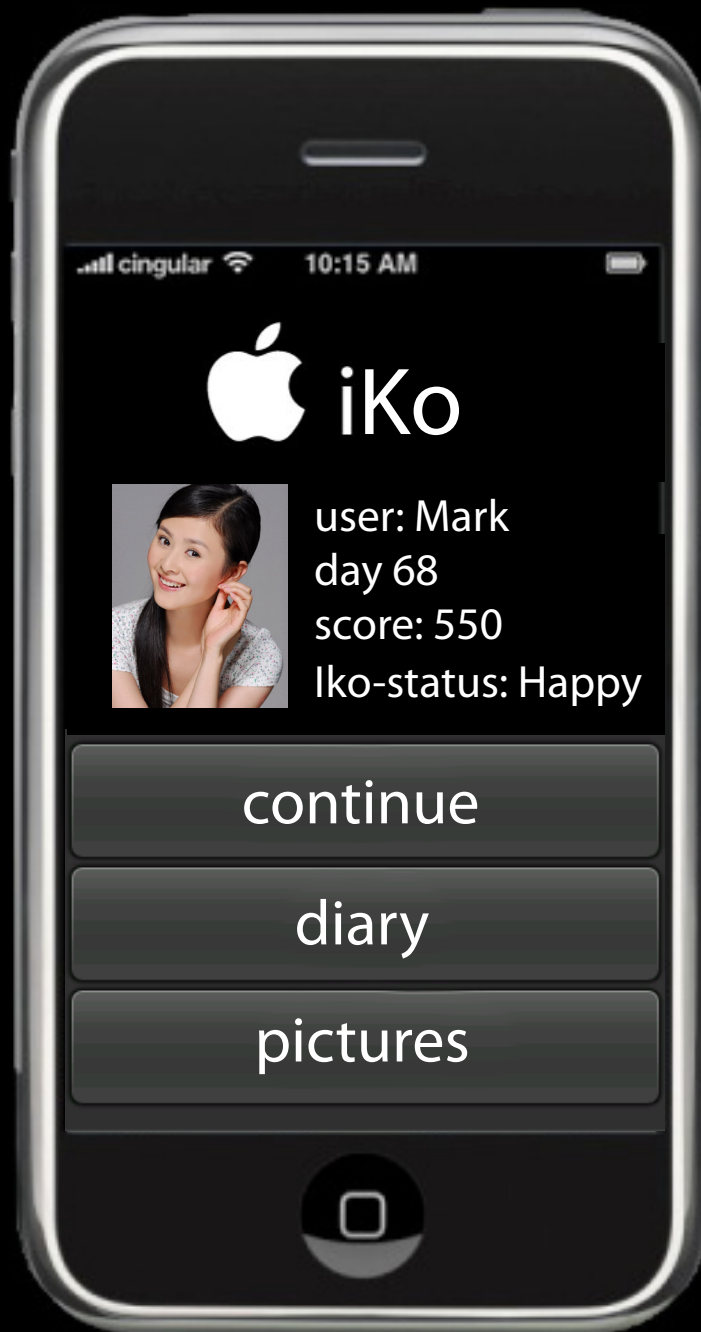 cingular 10:15 AM
iKo
user: Mark
day 68
score: 550
Iko-status: Happy
continue
diary
pictures